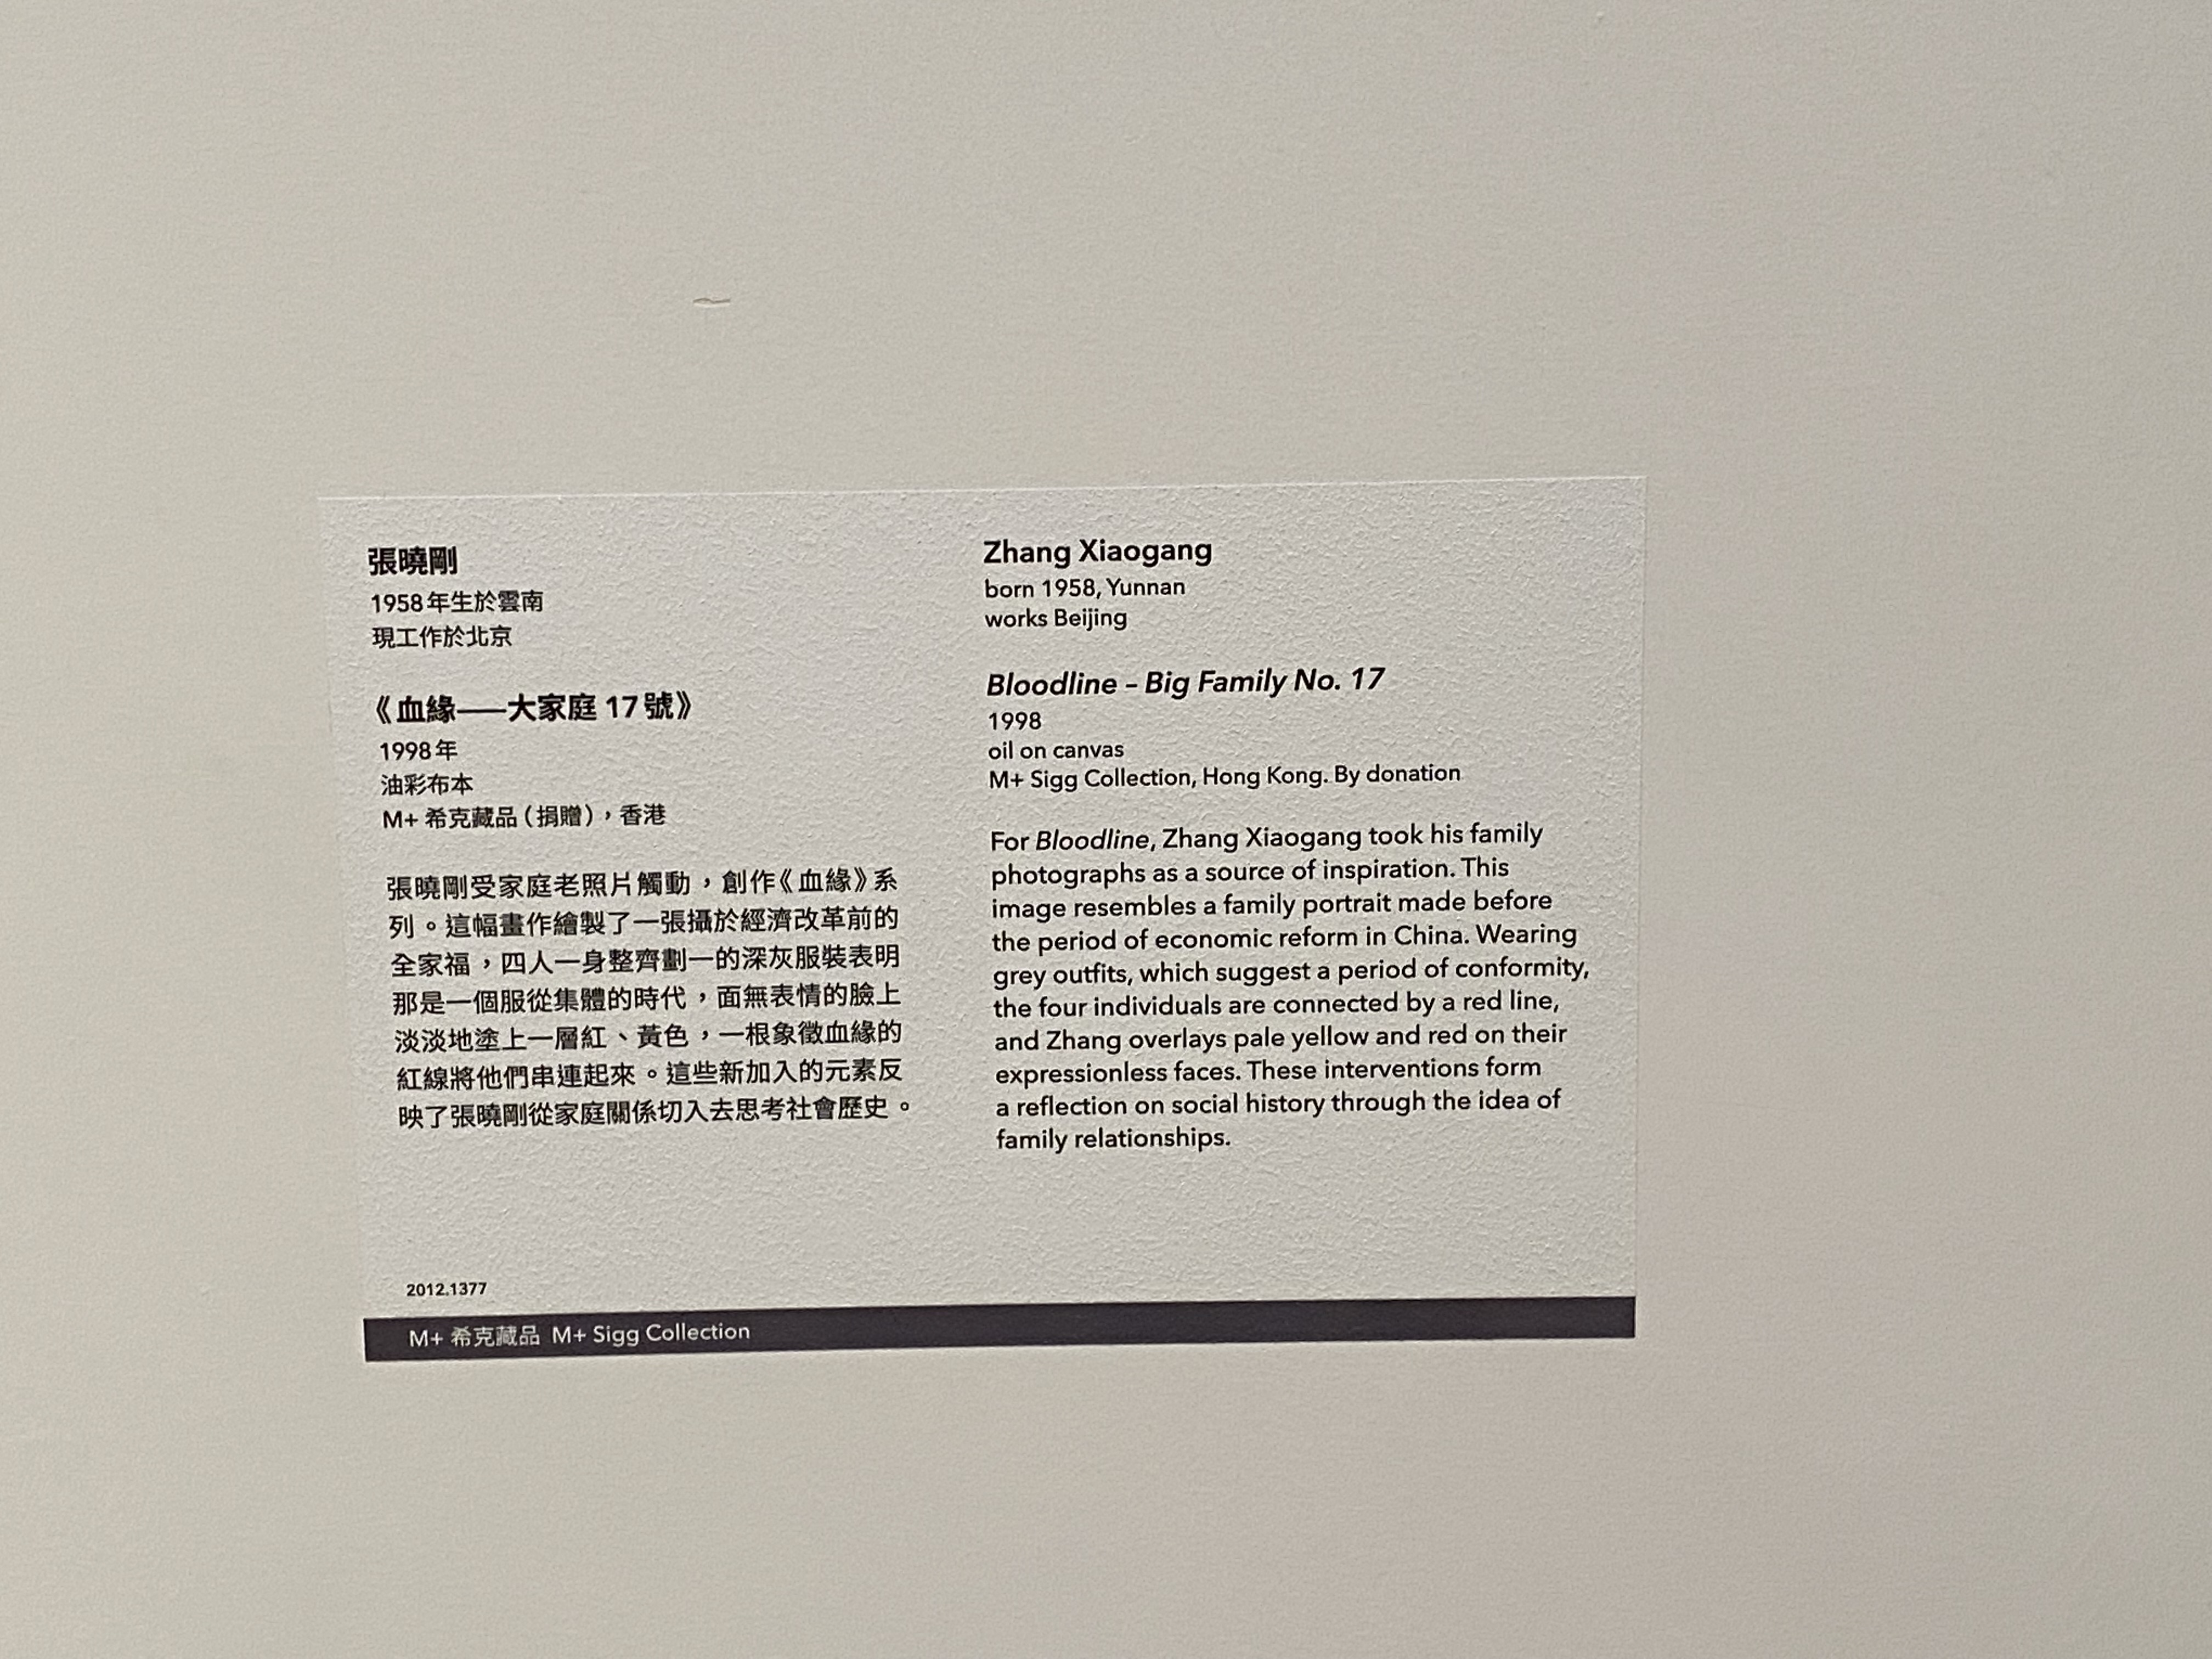 張曉剛
1958年生於雲南
現工作於北京
《血緣——大家庭 17號》
1998年
油彩布本
M+ 希克藏品（捐贈），香港
張曉剛受家庭老照片觸動，創作《血緣》系
列。這幅畫作繪製了一張攝於經濟改革前的
全家福，四人一身整齊劃一的深灰服裝表明
那是一個服從集體的時代，面無表情的臉上
淡淡地塗上一層紅、黃色，一根象徵血緣的
紅線將他們串連起來。這些新加入的元素反
映了張曉剛從家庭關係切入去思考社會歷史。
Zhang Xiaogang
born 1958, Yunnan
works Beijing
Bloodline – Big Family No. 17
1998
oil on canvas
M+ Sigg Collection, Hong Kong. By donation
For Bloodline, Zhang Xiaogang took his family
photographs as a source of inspiration. This
image resembles a family portrait made before
the period of economic reform in China. Wearing
grey outfits, which suggest a period of conformity,
the four individuals are connected by a red line,
and Zhang overlays pale yellow and red on their
expressionless faces. These interventions form
a reflection on social history through the idea of
family relationships.
2012.1377
M+ 希克藏品 M+ Sigg Collection